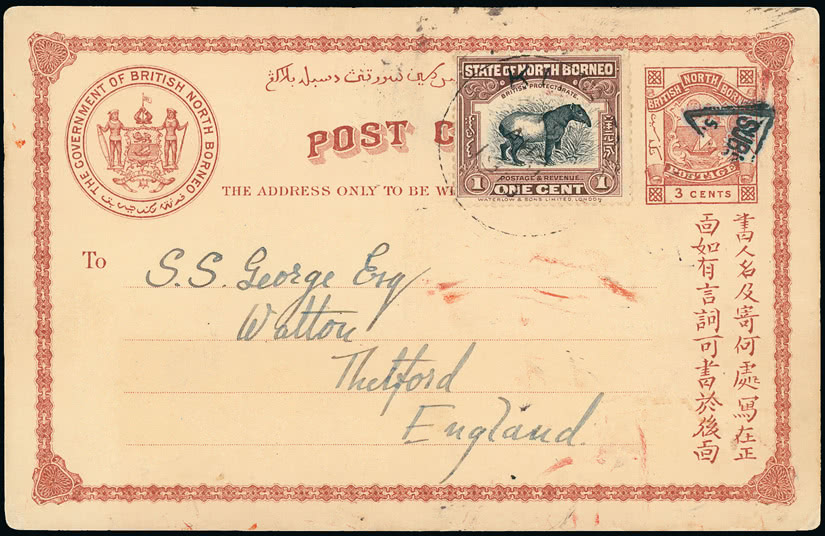 THE GOVERNMENT OF BRITISH NORTH BORNEO
POST C
THE ADDRESS ONLY TO BE
STATE OF NORTH BORNEO
BRITISH PROTECTORATE.
1 ONE CENT 1
POSTAGE & REVENUE
WATERLOW & SONS LIMITED, LONDON
BRITISH NORTH
POSTAGE
3 CENTS
To
S.S. George Esq
Watton
Thetford
England.
書人名及寄何處寫在正
靣如有言詞可書於後靣